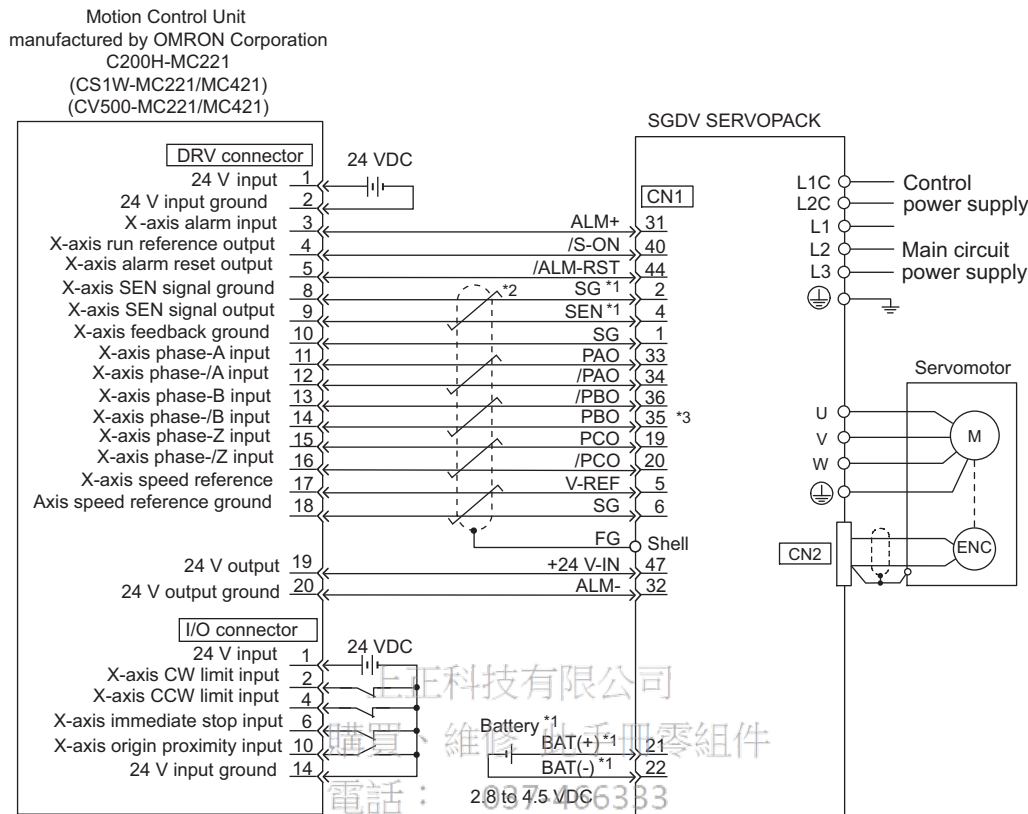 Motion Control Unit
manufactured by OMRON Corporation
C200H-MC221
(CS1W-MC221/MC421)
(CV500-MC221/MC421)
SGDV SERVOPACK
DRV connector
24 VDC
CN1
24 V input 1
24 V input ground 2
X-axis alarm input 3 ALM+ 31
X-axis run reference output 4 /S-ON 40
X-axis alarm reset output 5 /ALM-RST 44
X-axis SEN signal ground 8 *2 SG *1 2
X-axis SEN signal output 9 SEN *1 4
X-axis feedback ground 10 SG 1
X-axis phase-A input 11 PAO 33
X-axis phase-/A input 12 /PAO 34
X-axis phase-B input 13 /PBO 36
X-axis phase-/B input 14 PBO 35 *3
X-axis phase-Z input 15 PCO 19
X-axis phase-/Z input 16 /PCO 20
X-axis speed reference 17 V-REF 5
Axis speed reference ground 18 SG 6
FG Shell
24 V output 19 +24 V-IN 47
24 V output ground 20 ALM- 32
L1C Control
L2C power supply
L1
L2 Main circuit
L3 power supply
Servomotor
U
V
W
M
CN2
ENC
I/O connector
24 VDC
24 V input 1
X-axis CW limit input 2
X-axis CCW limit input 4
X-axis immediate stop input 6
X-axis origin proximity input 10
24 V input ground 14
Battery *1
BAT(+) *1 21
BAT(-) *1 22
2.8 to 4.5 VDC
上正科技有限公司
購買、維修 此手冊零組件
電話： 037-466333